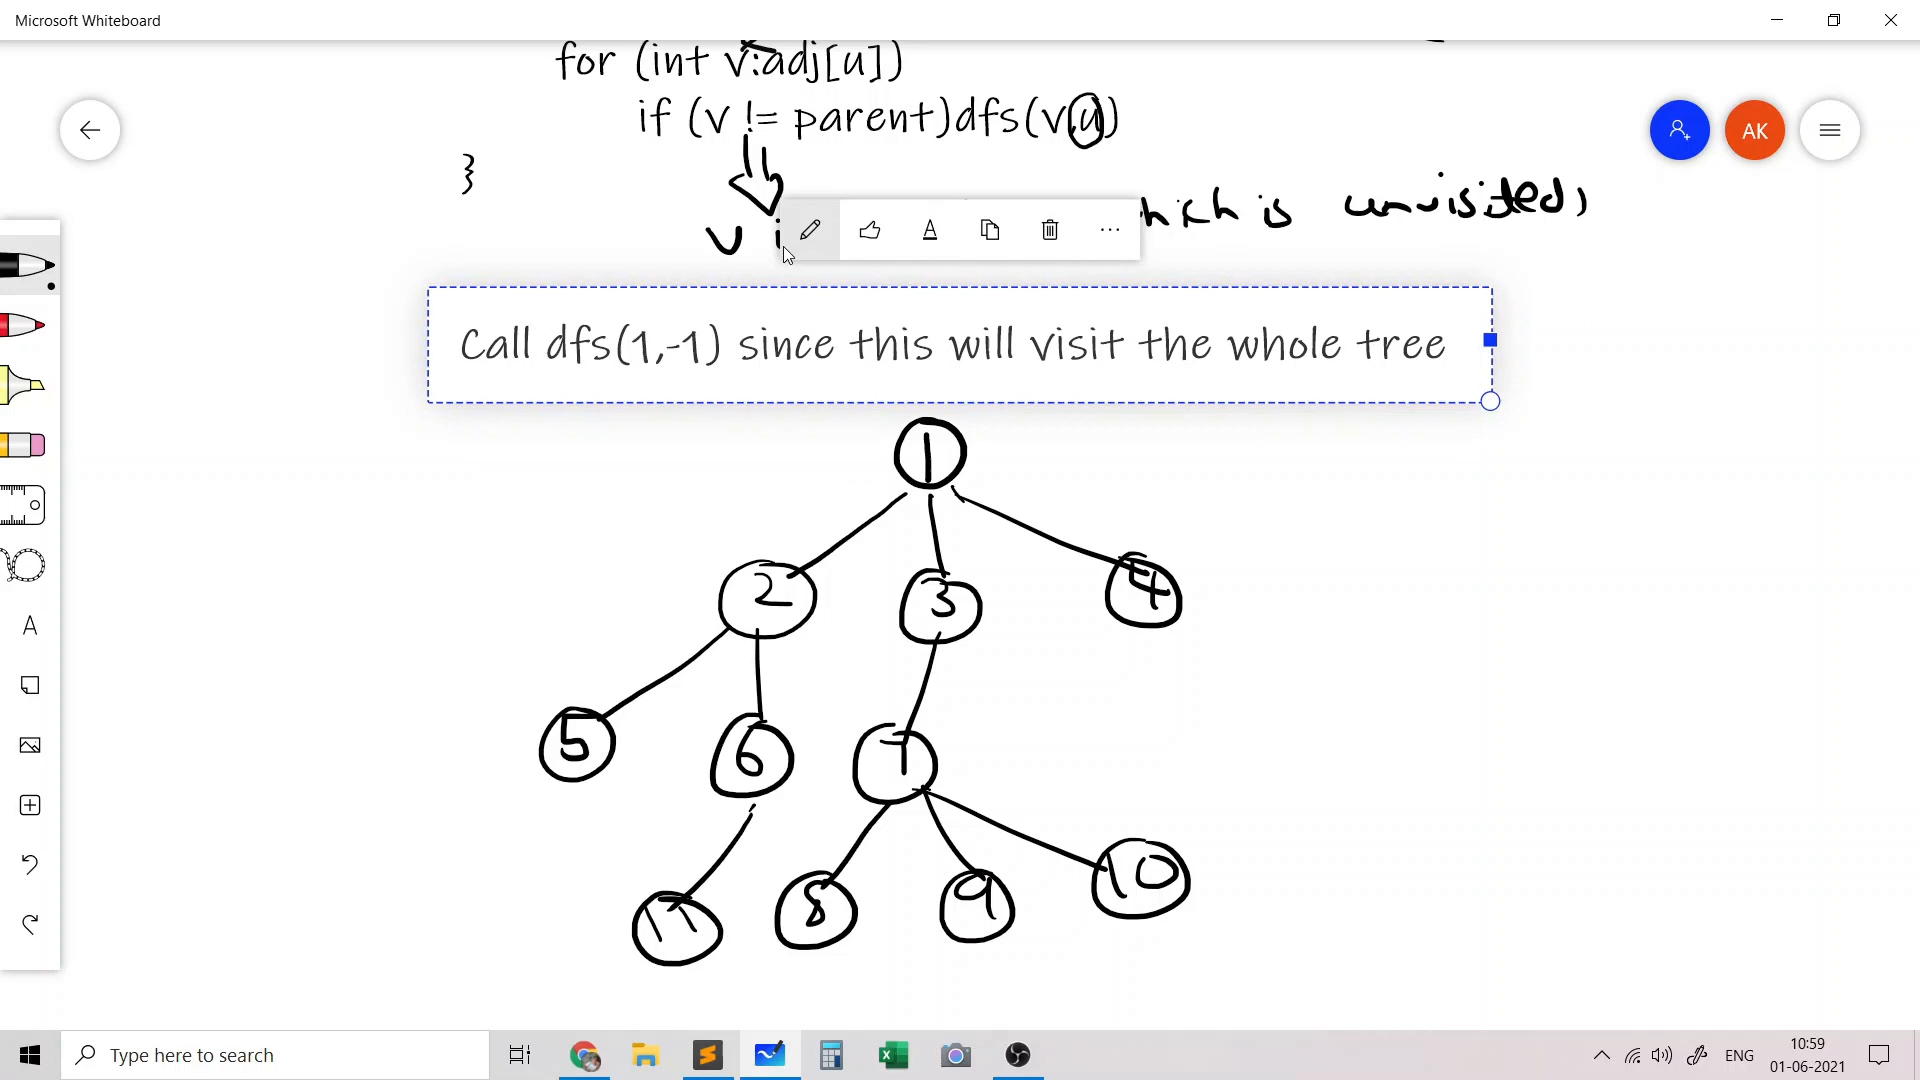 Microsoft Whiteboard
for (int v:adj[u])
if (v != parent)dfs(v,u)
}
AK
v i
which is unvisited,
Call dfs(1,-1) since this will visit the whole tree
1
2 3 4
5 6 7
11 8 9 10
Type here to search
ENG
10:59
01-06-2021